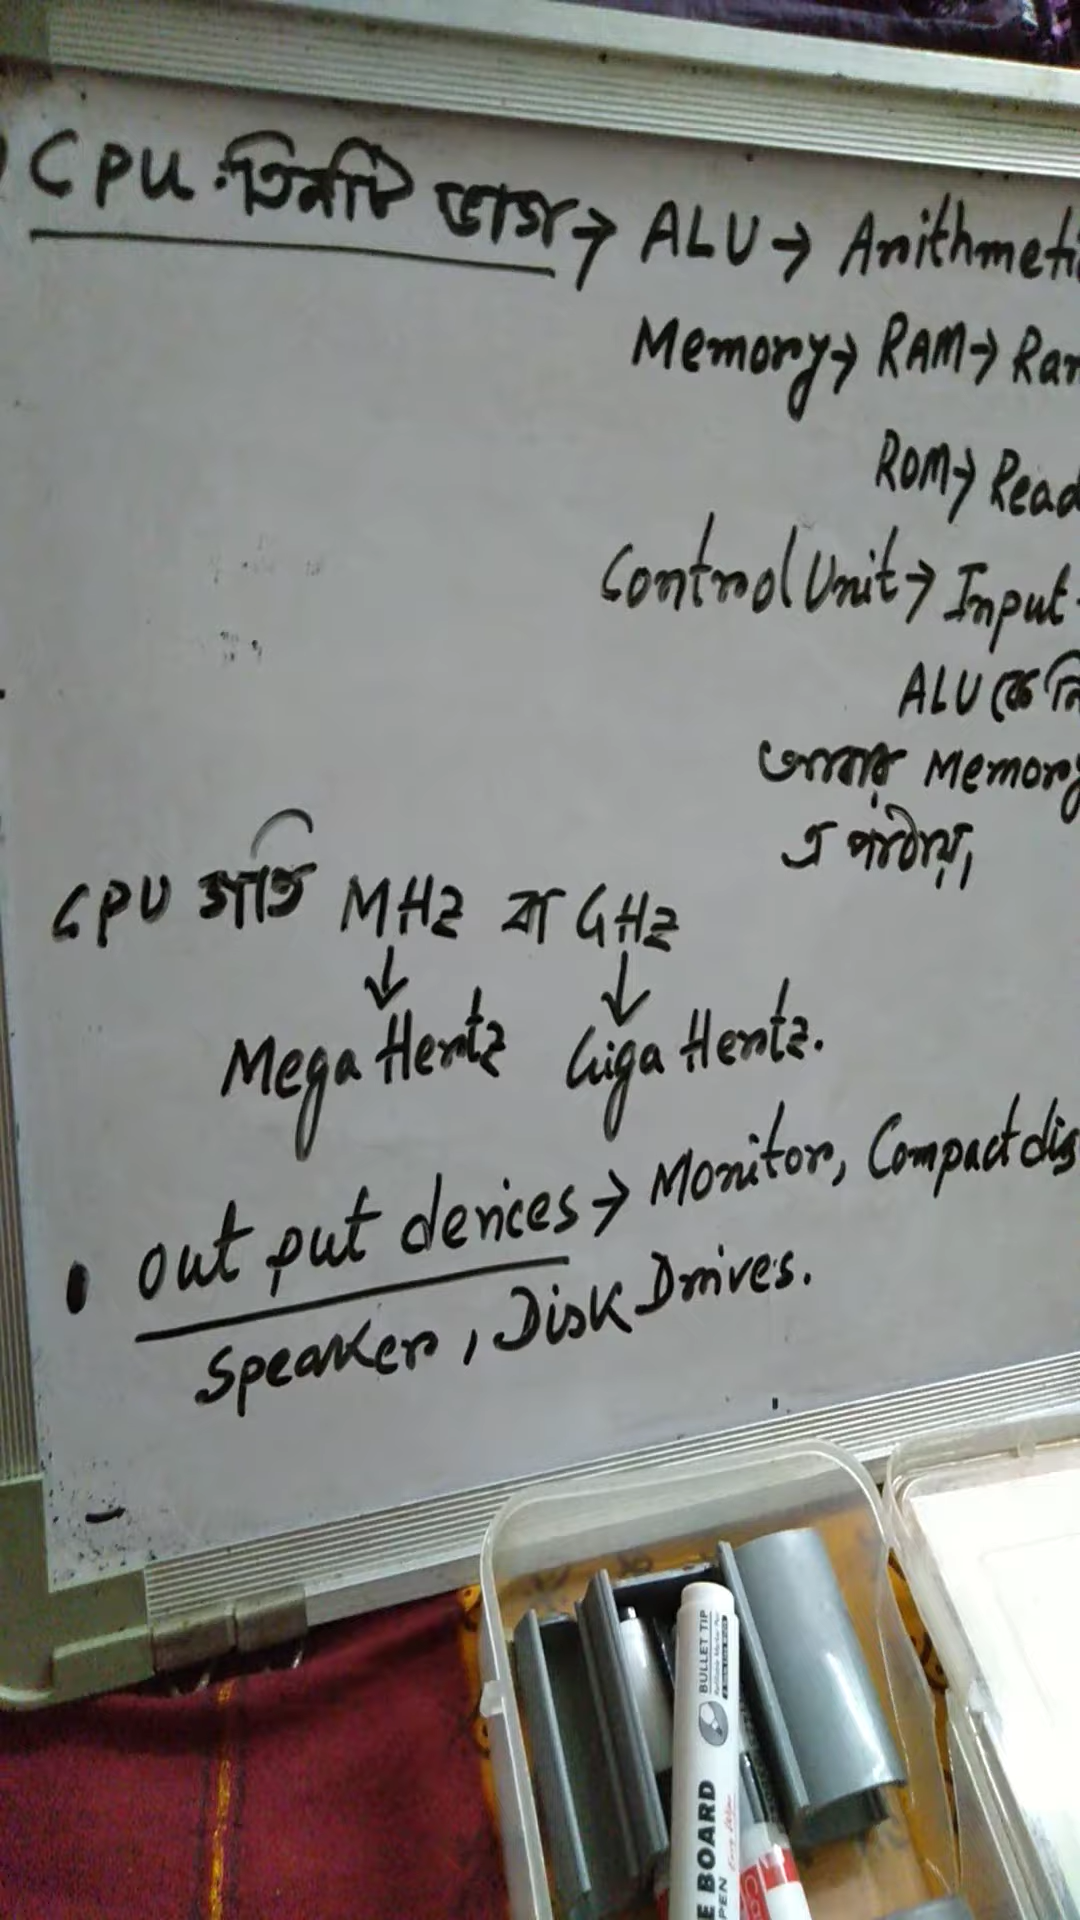 CPU তিনটি ভাগ → ALU → Arithmeti
Memory → RAM → Ran
ROM → Read
Control Unit → Input
ALU কে
আবার Memory
এ পাঠায়।
CPU গতি MHz বা GHz
↓ ↓
Mega Hertz Giga Hertz.
• Out put devices → Monitor, Compact dis
Speaker, Disk Drives.
BULLET TIP
E BOARD
PEN